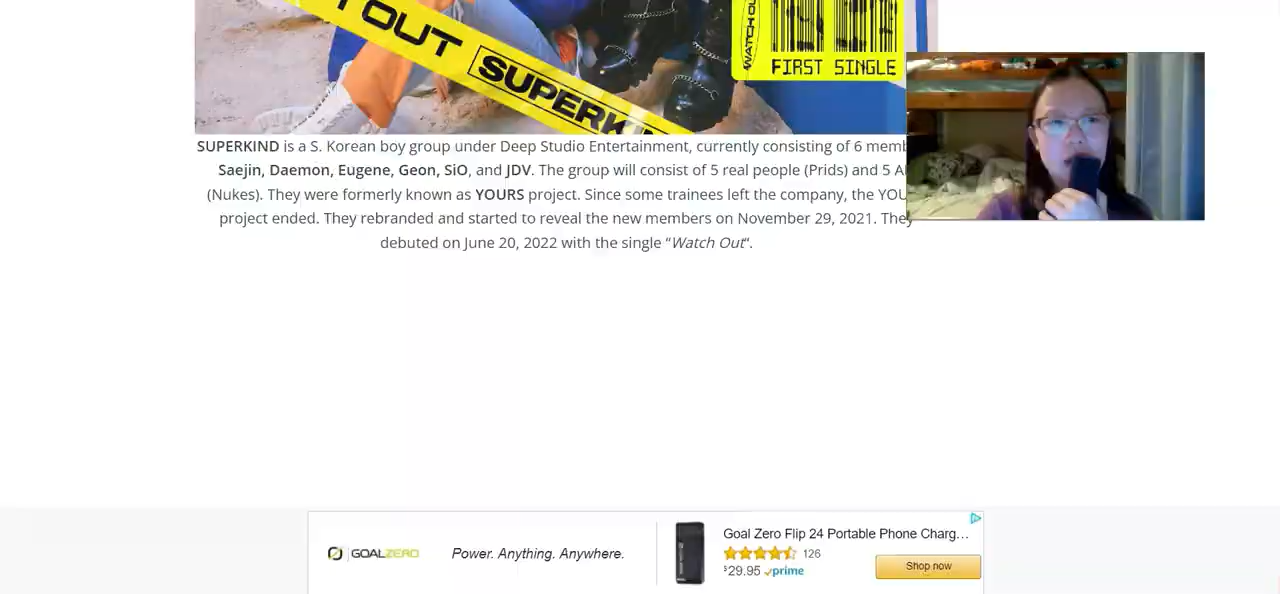 T OUT
SUPERKI
WATCH OU
FIRST SINGLE
SUPERKIND is a S. Korean boy group under Deep Studio Entertainment, currently consisting of 6 memb
Saejin, Daemon, Eugene, Geon, SiO, and JDV. The group will consist of 5 real people (Prids) and 5 A
(Nukes). They were formerly known as YOURS project. Since some trainees left the company, the YOU
project ended. They rebranded and started to reveal the new members on November 29, 2021. They
debuted on June 20, 2022 with the single “Watch Out“.
GOALZERO
Power. Anything. Anywhere.
Goal Zero Flip 24 Portable Phone Charg...
126
$29.95 prime
Shop now